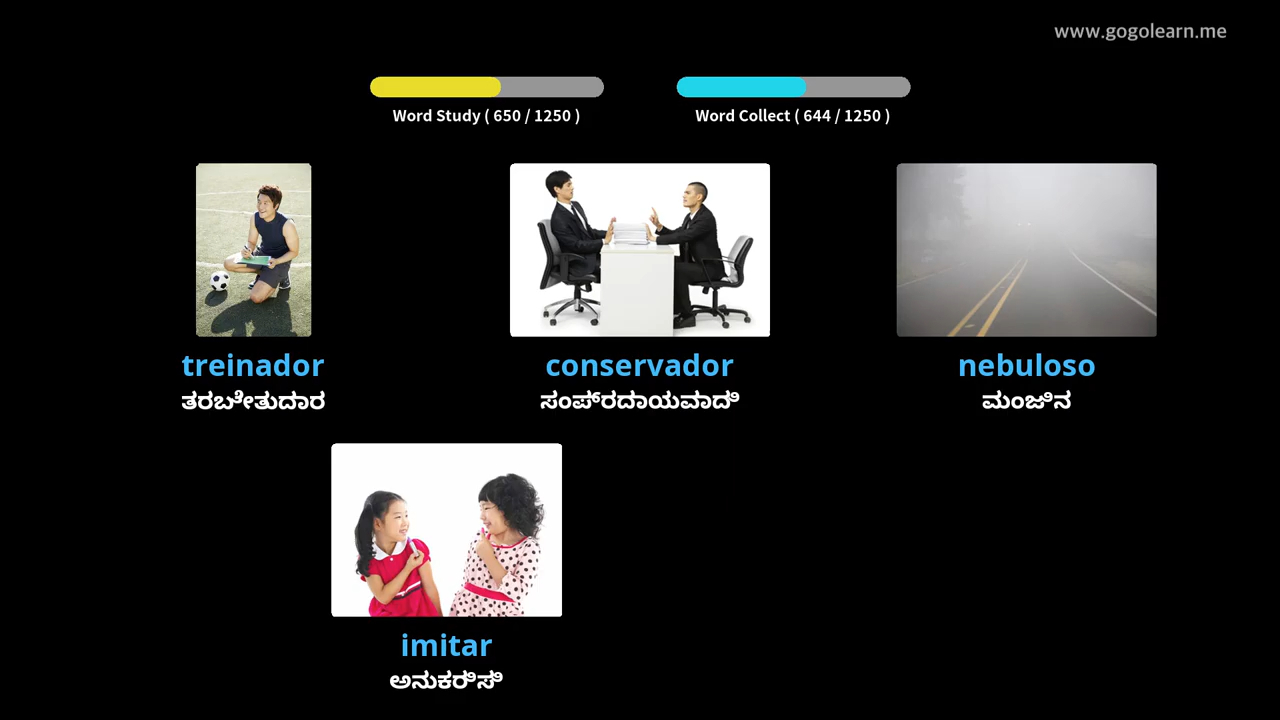 www.gogolearn.me
Word Study ( 650 / 1250 )
Word Collect ( 644 / 1250 )
treinador
ತರಬೇತುದಾರ
conservador
ಸಂಪ್ರದಾಯವಾದಿ
nebuloso
ಮಂಜಿನ
imitar
ಅನುಕರಿಸಿ